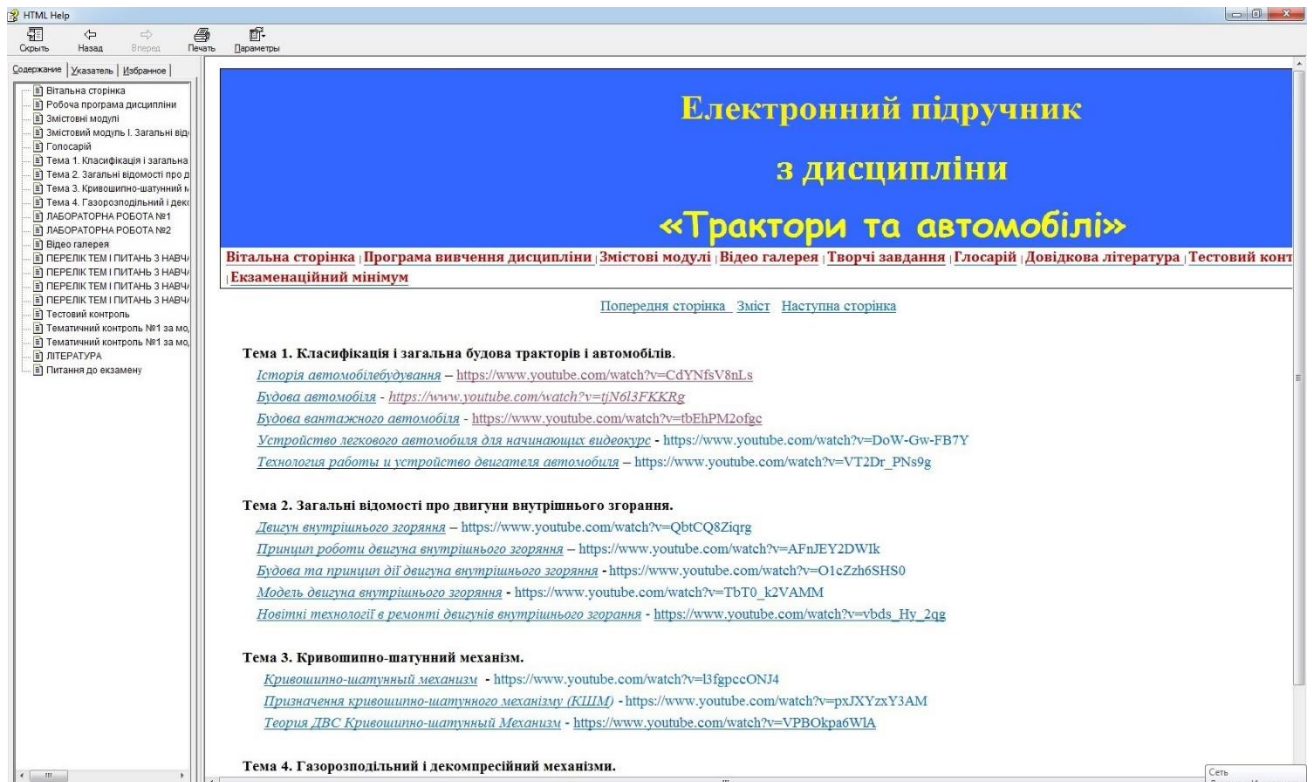 HTML Help
Скрыть Назад Вперед Печать Параметры
Содержание Указатель Избранное
Вітальна сторінка
Робоча програма дисципліни
Змістовні модулі
Змістовий модуль І. Загальні від
Голосарій
Тема 1. Класифікація і загальна
Тема 2. Загальні відомості про д
Тема 3. Кривошипно-шатунний м
Тема 4. Газорозподільний і деко
ЛАБОРАТОРНА РОБОТА №1
ЛАБОРАТОРНА РОБОТА №2
Відео галерея
ПЕРЕЛІК ТЕМ І ПИТАНЬ З НАВЧА
ПЕРЕЛІК ТЕМ І ПИТАНЬ З НАВЧА
ПЕРЕЛІК ТЕМ І ПИТАНЬ З НАВЧА
ПЕРЕЛІК ТЕМ І ПИТАНЬ З НАВЧА
Тестовий контроль
Тематичний контроль №1 за мо
Тематичний контроль №1 за мо
ЛІТЕРАТУРА
Питання до екзамену
Електронний підручник
з дисципліни
«Трактори та автомобілі»
Вітальна сторінка | Програма вивчення дисципліни | Змістові модулі | Відео галерея | Творчі завдання | Глосарій | Довідкова література | Тестовий конт
| Екзаменаційний мінімум
Попередня сторінка Зміст Наступна сторінка
Тема 1. Класифікація і загальна будова тракторів і автомобілів.
Історія автомобілебудування – https://www.youtube.com/watch?v=CdYNfsV8nLs
Будова автомобіля - https://www.youtube.com/watch?v=tjN6l3FKKRg
Будова вантажного автомобіля - https://www.youtube.com/watch?v=tbEhPM2ofgc
Устройство легкового автомобиля для начинающих видеокурс - https://www.youtube.com/watch?v=DoW-Gw-FB7Y
Технология работы и устройство двигателя автомобиля – https://www.youtube.com/watch?v=VT2Dr_PNs9g
Тема 2. Загальні відомості про двигуни внутрішнього згорання.
Двигун внутрішнього згоряння – https://www.youtube.com/watch?v=QbtCQ8Ziqrg
Принцип роботи двигуна внутрішнього згоряння – https://www.youtube.com/watch?v=AFnJEY2DWIk
Будова та принцип дії двигуна внутрішнього згоряння - https://www.youtube.com/watch?v=O1cZzh6SHS0
Модель двигуна внутрішнього згоряння - https://www.youtube.com/watch?v=TbT0_k2VAMM
Новітні технології в ремонті двигунів внутрішнього згорання - https://www.youtube.com/watch?v=vbds_Hy_2qg
Тема 3. Кривошипно-шатунний механізм.
Кривошипно-шатунный механизм - https://www.youtube.com/watch?v=l3fgpccONJ4
Призначення кривошипно-шатунного механізму (КШМ) - https://www.youtube.com/watch?v=pxJXYzxY3AM
Теория ДВС Кривошипно-шатунный Механизм - https://www.youtube.com/watch?v=VPBOkpa6WlA
Тема 4. Газорозподільний і декомпресійний механізми.
Сеть